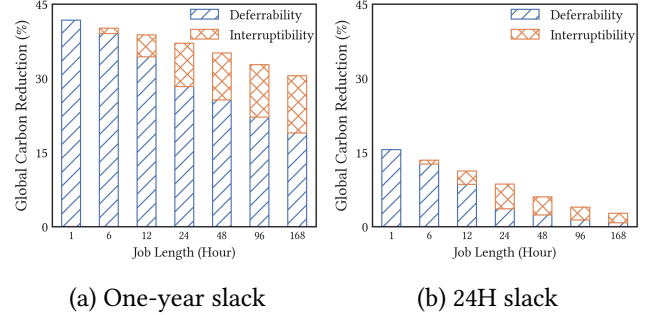 45
30
15
0
Global Carbon Reduction (%)
Deferrability
Interruptibility
1 6 12 24 48 96 168
Job Length (Hour)
(a) One-year slack
45
30
15
0
Global Carbon Reduction (%)
Deferrability
Interruptibility
1 6 12 24 48 96 168
Job Length (Hour)
(b) 24H slack